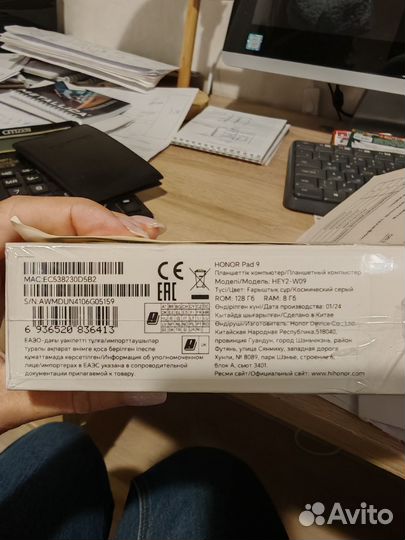 CITIZEN
MAC:EC538230D5B2
S/N:AWMDUN4106G05159
6 936520 836413
ЕАЭО-дағы уәкілетті тұлға/импорттаушылар
туралы ақпарат өнімге қоса берілген ілеспе
құжаттамада көрсетілген/Информация об уполномоченном
лице/импортерах в ЕАЭС указана в сопроводительной
документации прилагаемой к товару.
CE
EAC
HONOR Pad 9
Планшеттік компьютер/Планшетный компьютер
Моделі/Модель: HEY2-W09
Түсі/Цвет: Ғарыштық сұр/Космический серый
ROM: 128 Гб RAM: 8 Гб
Өндірілген күні/Дата производства: 01/24
Қытайда шығарылған/Сделано в Китае
Өндіруші/Изготовитель: Honor Device Co., Ltd
Китайская Народная Республика,518040,
провинция Гуандун, город Шэньчжэнь, район
Футянь, улица Сянмиху, западная дорога
Хунли, № 8089, парк Шэнье, строение 6,
блок А, сьют 3401.
Ресми сайт/Официальный сайт: www.hihonor.com
Avito